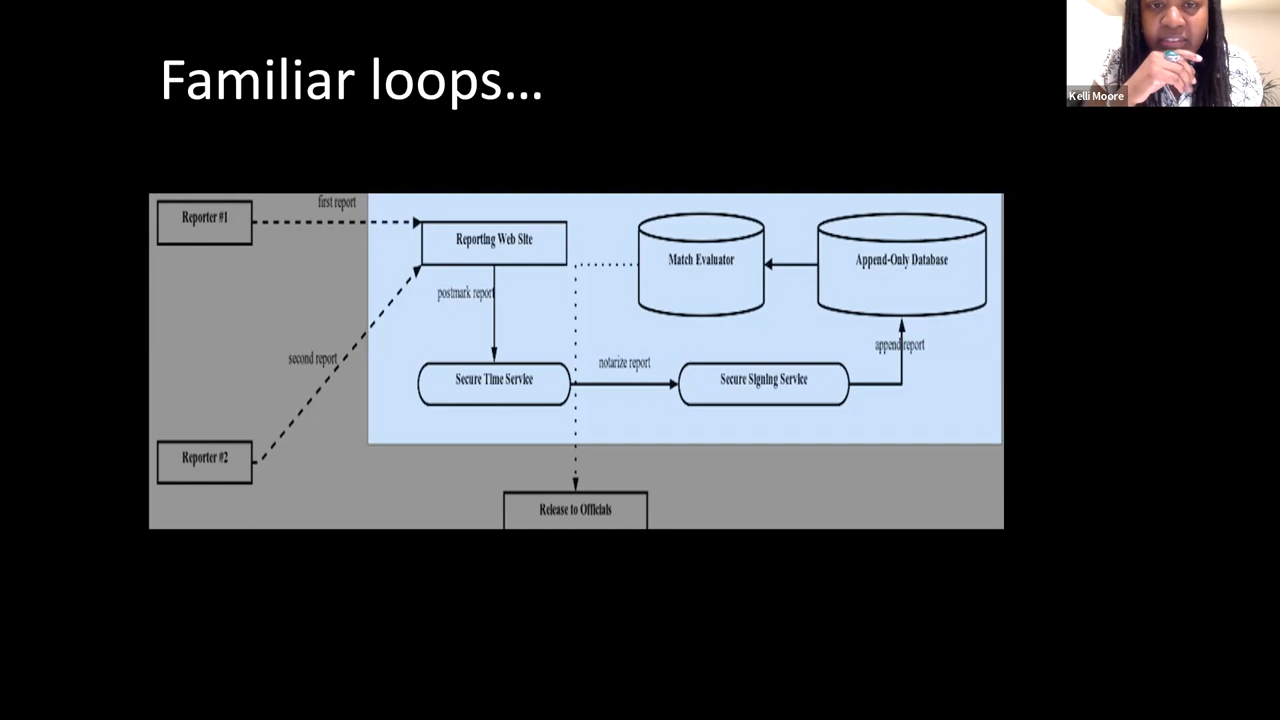 Familiar loops...
Kelli Moore
first report
Reporter #1
Reporting Web Site
Match Evaluator
Append-Only Database
postmark report
second report
append report
notarize report
Secure Time Service
Secure Signing Service
Reporter #2
Release to Officials